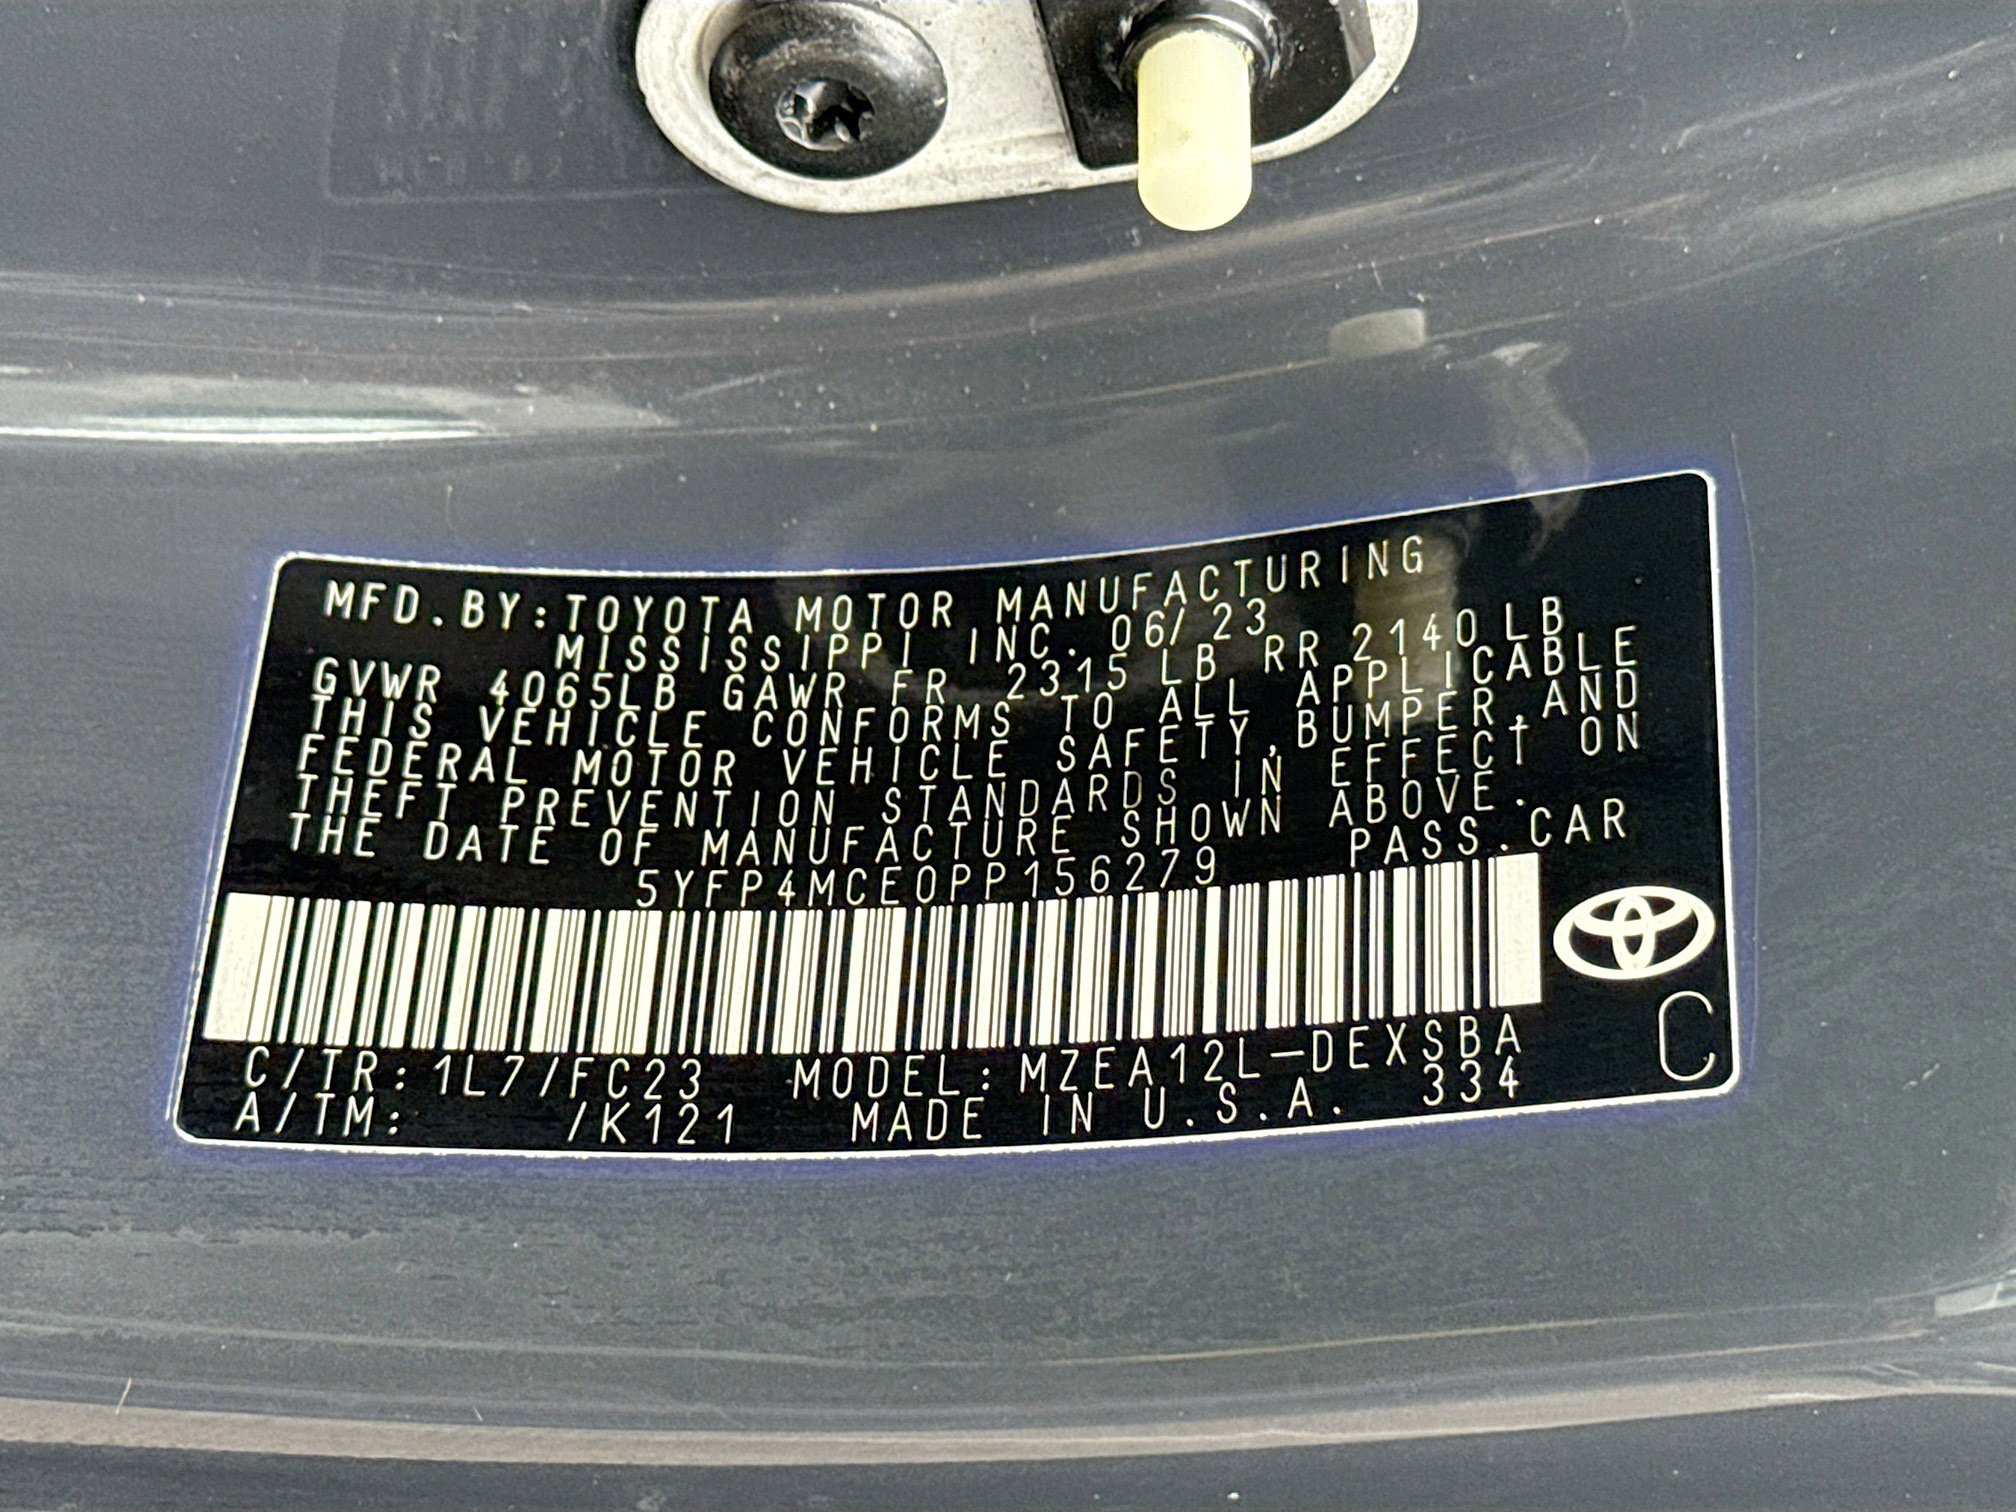 MFD.BY:TOYOTA MOTOR MANUFACTURING
MISSISSIPPI INC. 06/23
GVWR 4065LB GAWR FR 2315 LB RR 2140LB
THIS VEHICLE CONFORMS TO ALL APPLICABLE
FEDERAL MOTOR VEHICLE SAFETY,BUMPER,AND
THEFT PREVENTION STANDARDS IN EFFECT ON
THE DATE OF MANUFACTURE SHOWN ABOVE.
5YFP4MCE0PP156279 PASS.CAR
C/TR:1L7/FC23 MODEL:MZEA12L-DEXSBA
A/TM: /K121 MADE IN U.S.A. 334
C